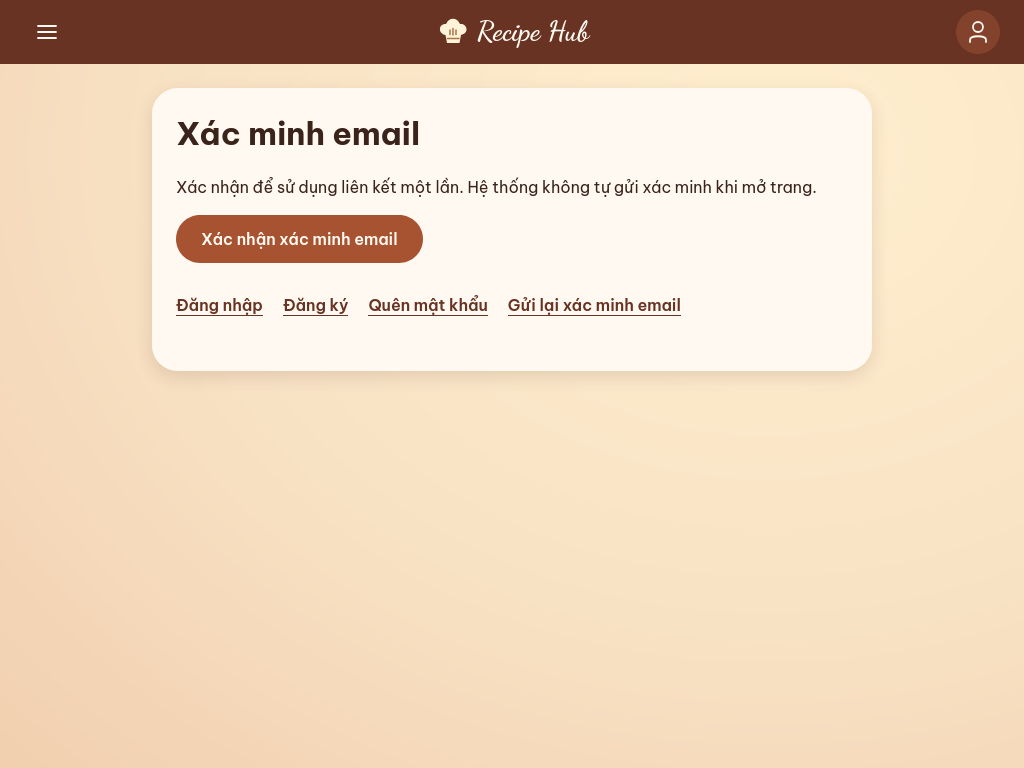 Recipe Hub
Xác minh email
Xác nhận để sử dụng liên kết một lần. Hệ thống không tự gửi xác minh khi mở trang.
Xác nhận xác minh email
Đăng nhập Đăng ký Quên mật khẩu Gửi lại xác minh email